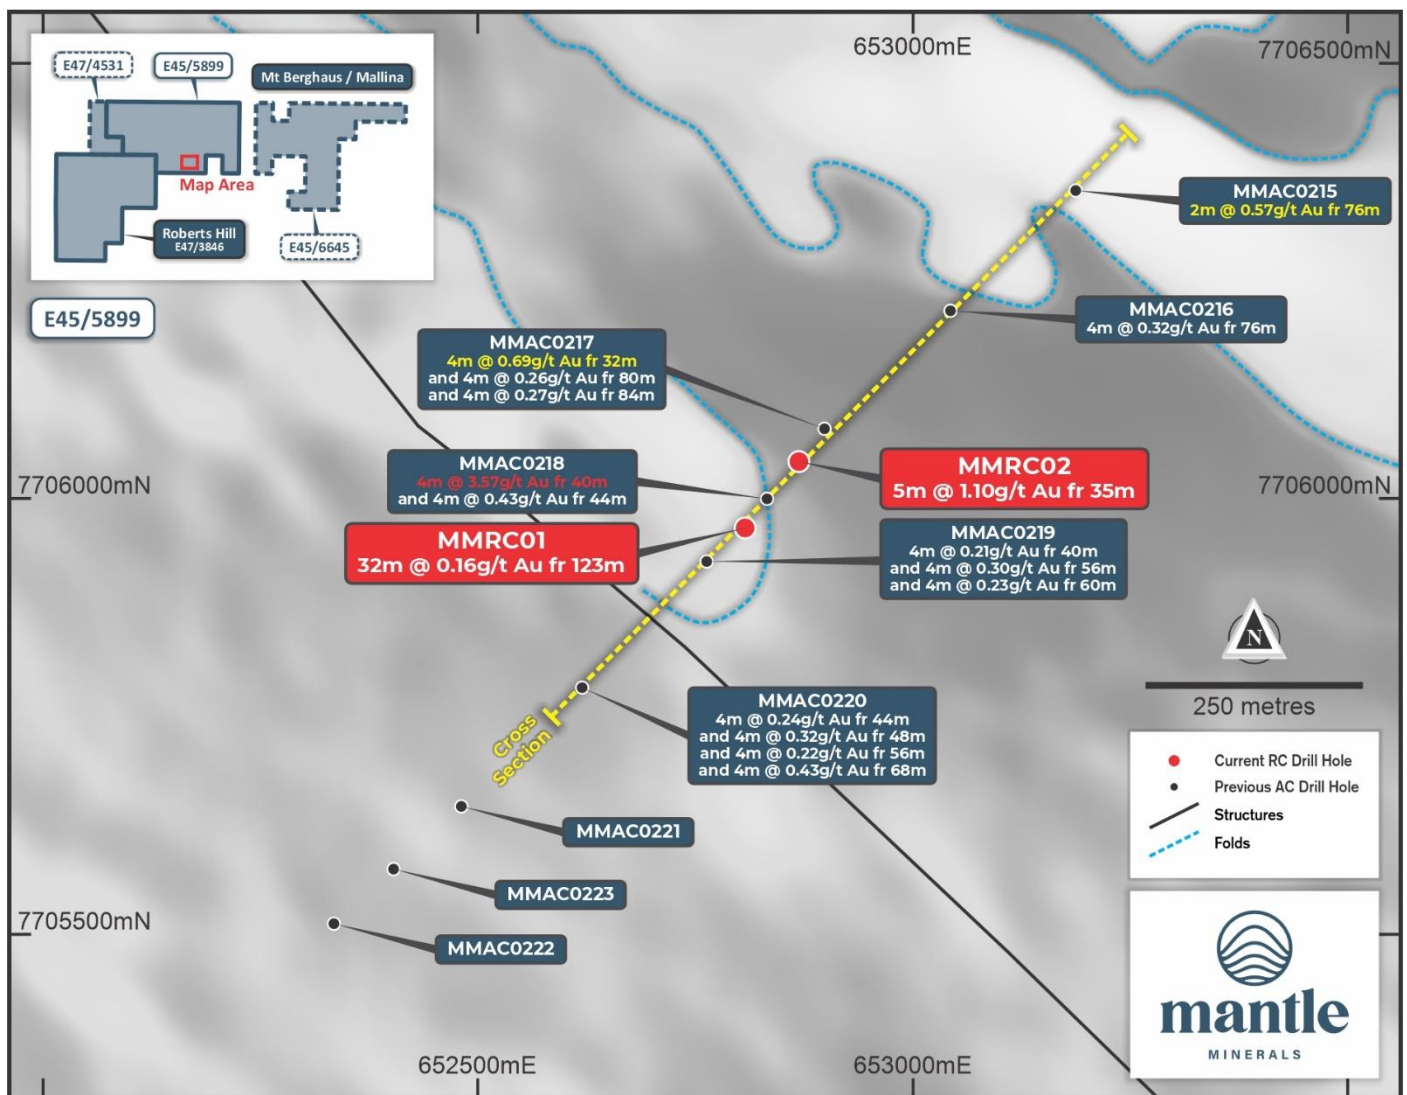 653000mE
7706500mN
E47/4531
E45/5899
Mt Berghaus / Mallina
Map Area
Roberts Hill
E47/3846
E45/6645
E45/5899
MMAC0215
2m @ 0.57g/t Au fr 76m
MMAC0216
4m @ 0.32g/t Au fr 76m
MMAC0217
4m @ 0.69g/t Au fr 32m
and 4m @ 0.26g/t Au fr 80m
and 4m @ 0.27g/t Au fr 84m
MMAC0218
4m @ 3.57g/t Au fr 40m
and 4m @ 0.43g/t Au fr 44m
MMRC02
5m @ 1.10g/t Au fr 35m
7706000mN
7706000mN
MMRC01
32m @ 0.16g/t Au fr 123m
MMAC0219
4m @ 0.21g/t Au fr 40m
and 4m @ 0.30g/t Au fr 56m
and 4m @ 0.23g/t Au fr 60m
N
250 metres
MMAC0220
4m @ 0.24g/t Au fr 44m
and 4m @ 0.32g/t Au fr 48m
and 4m @ 0.22g/t Au fr 56m
and 4m @ 0.43g/t Au fr 68m
Cross
Section
Current RC Drill Hole
Previous AC Drill Hole
Structures
Folds
MMAC0221
MMAC0223
7705500mN
MMAC0222
mantle
MINERALS
652500mE
653000mE